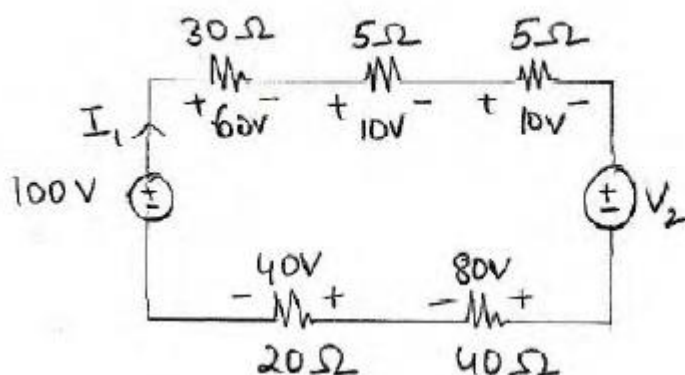 30Ω 5Ω 5Ω
+ 60V - + 10V - + 10V -
I₁
100V + - + - V₂
40V 80V
- + - +
20Ω 40Ω